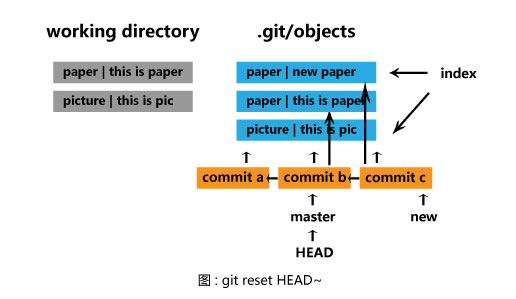 working directory
.git/objects
paper | this is paper
paper | new paper
index
picture | this is pic
paper | this is paper
picture | this is pic
commit a
commit b
commit c
master
new
HEAD
图 : git reset HEAD~